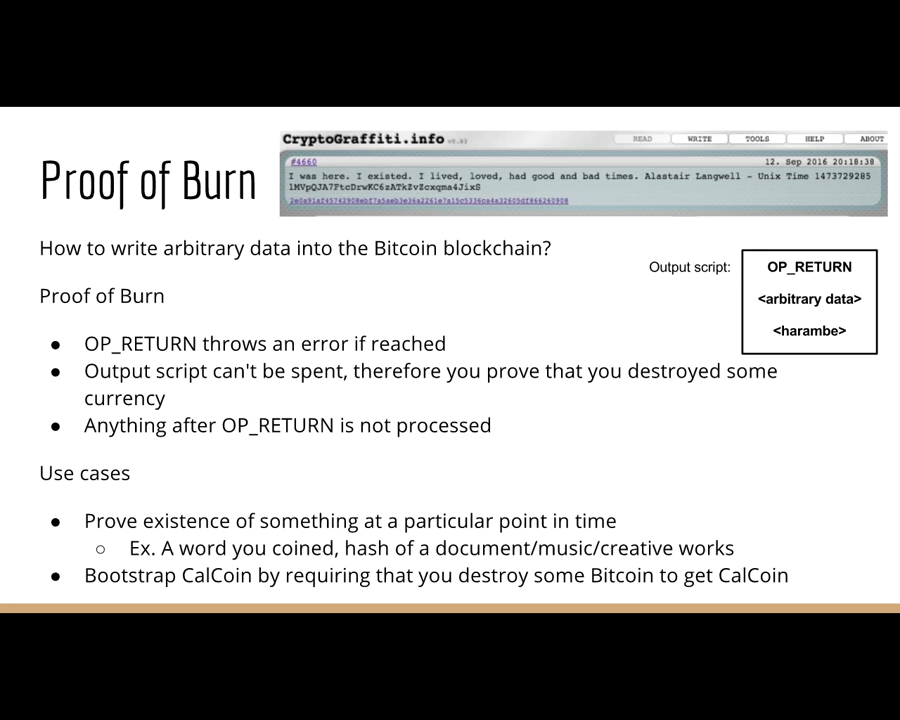 CryptoGraffiti.info v0.93
READ WRITE TOOLS HELP ABOUT
#4660 12. Sep 2016 20:18:38
I was here. I existed. I lived, loved, had good and bad times. Alastair Langwell - Unix Time 1473729285
Proof of Burn
How to write arbitrary data into the Bitcoin blockchain?
Output script:
OP_RETURN
<arbitrary data>
<harambe>
Proof of Burn
● OP_RETURN throws an error if reached
● Output script can't be spent, therefore you prove that you destroyed some
currency
● Anything after OP_RETURN is not processed
Use cases
● Prove existence of something at a particular point in time
○ Ex. A word you coined, hash of a document/music/creative works
● Bootstrap CalCoin by requiring that you destroy some Bitcoin to get CalCoin